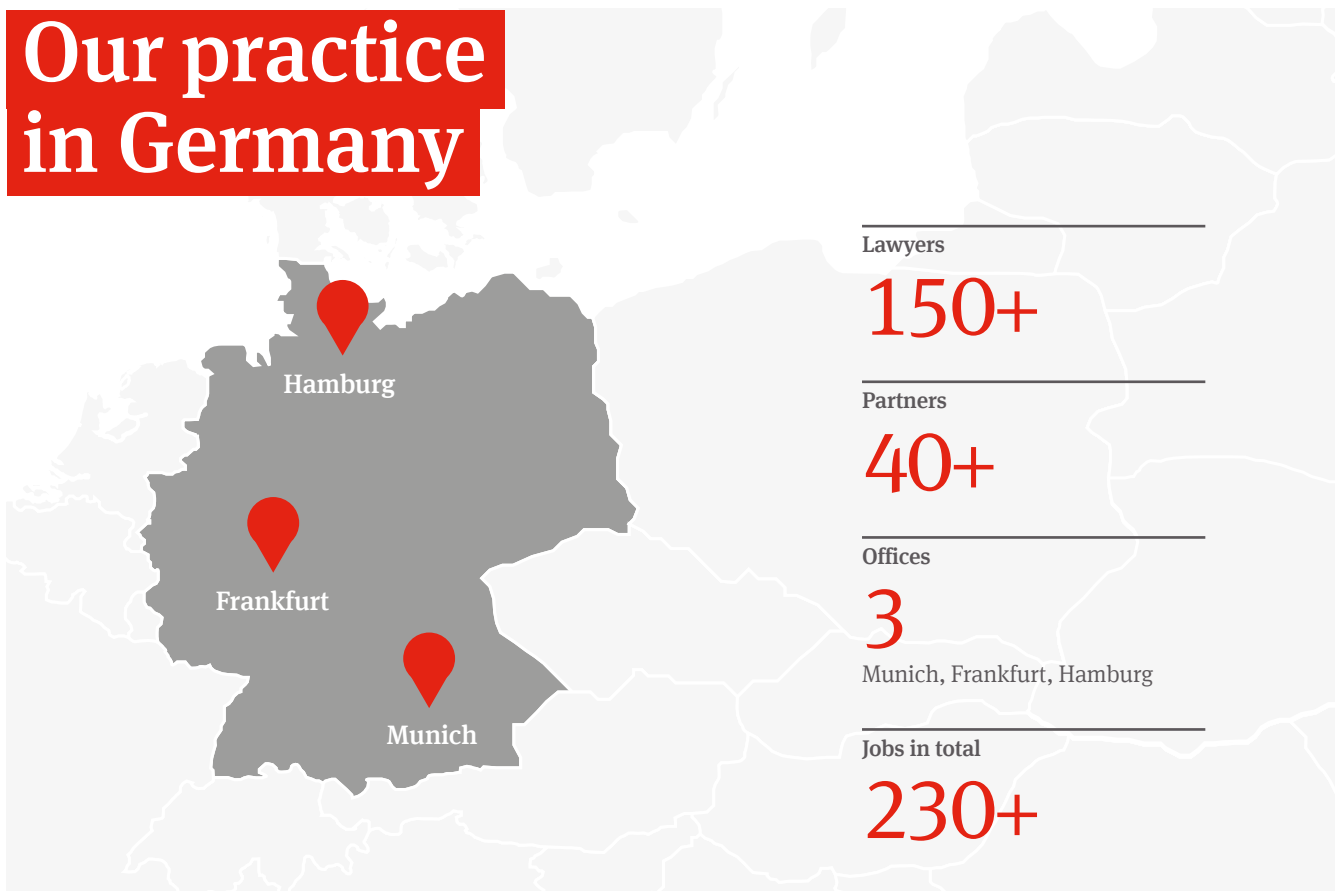 Our practice
in Germany
Hamburg
Frankfurt
Munich
Lawyers
150+
Partners
40+
Offices
3
Munich, Frankfurt, Hamburg
Jobs in total
230+